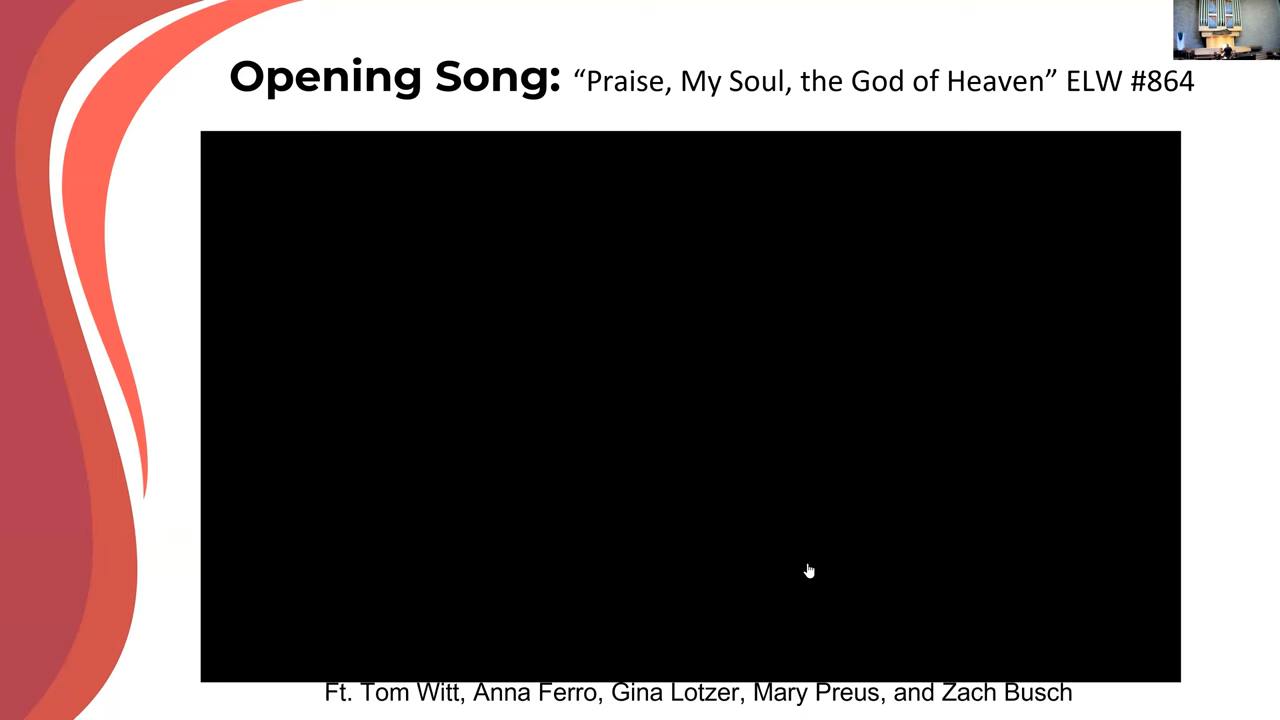 Opening Song: “Praise, My Soul, the God of Heaven” ELW #864
Ft. Tom Witt, Anna Ferro, Gina Lotzer, Mary Preus, and Zach Busch